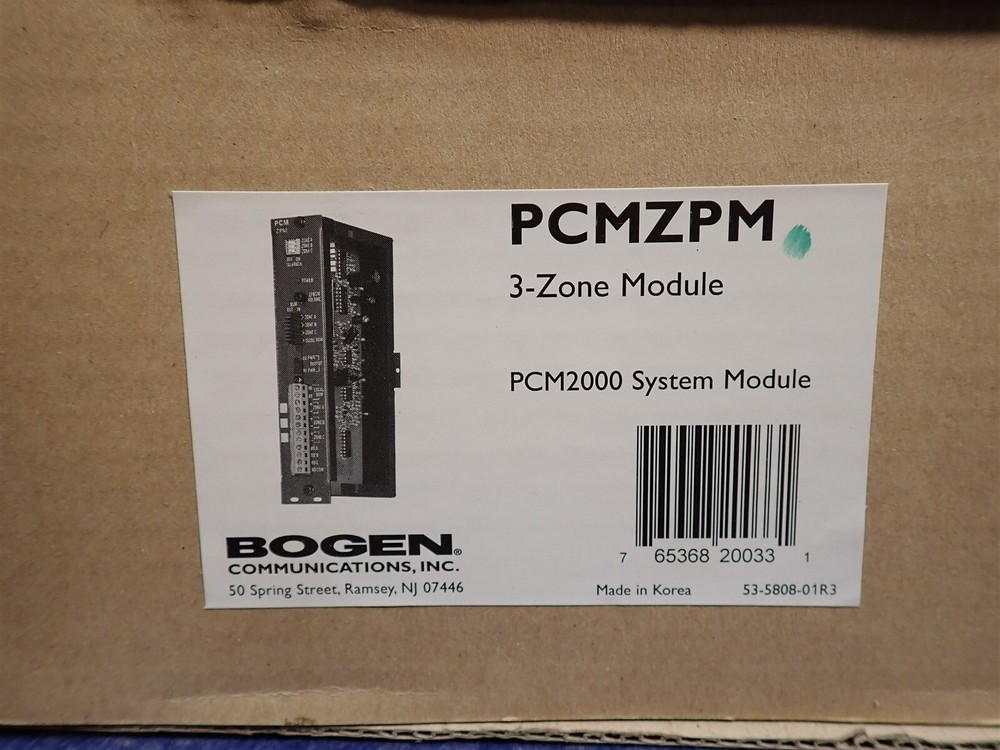 PCMZPM
3-Zone Module
PCM2000 System Module
PCM
BOGEN®
COMMUNICATIONS, INC.
50 Spring Street, Ramsey, NJ 07446
7 65368 20033 1
Made in Korea 53-5808-01R3